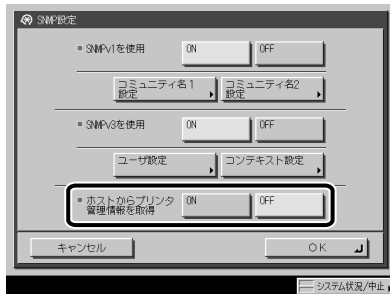 SNMP設定
■ SNMPv1を使用 ON OFF
コミュニティ名1 コミュニティ名2
設定 設定
■ SNMPv3を使用 ON OFF
ユーザ設定 コンテキスト設定
■ ホストからプリンタ ON OFF
管理情報を取得
キャンセル OK
システム状況/中止